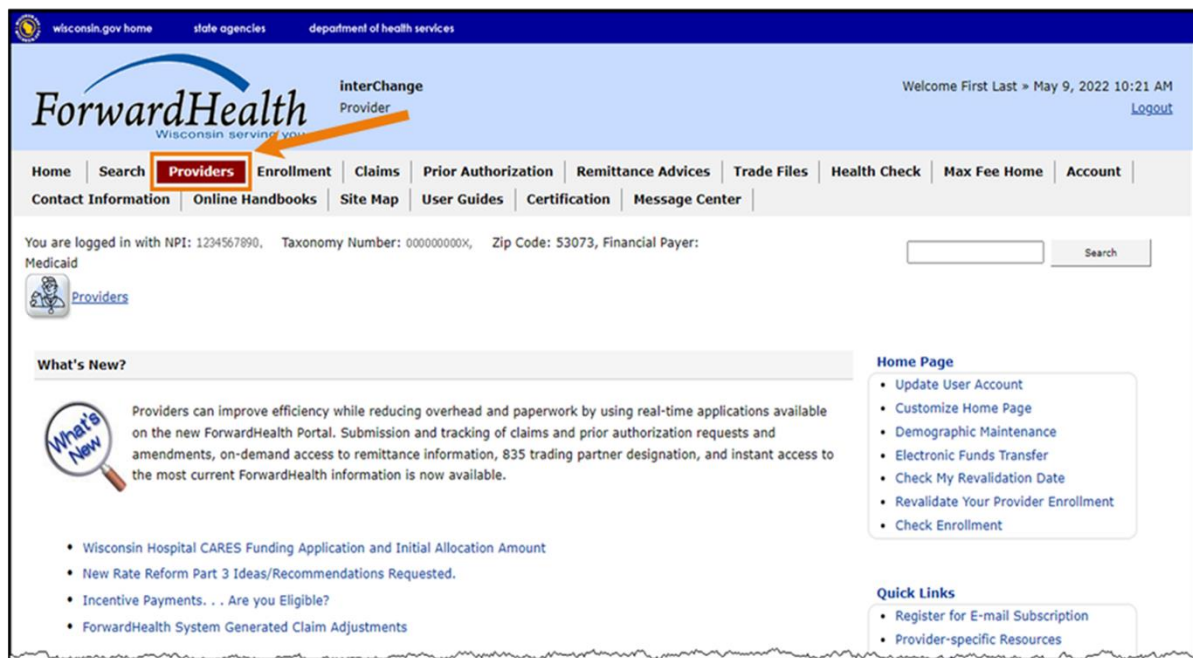 wisconsin.gov home state agencies department of health services
ForwardHealth
Wisconsin serving you
interChange
Provider
Welcome First Last » May 9, 2022 10:21 AM
Logout
Home Search Providers Enrollment Claims Prior Authorization Remittance Advices Trade Files Health Check Max Fee Home Account
Contact Information Online Handbooks Site Map User Guides Certification Message Center
You are logged in with NPI: 1234567890, Taxonomy Number: 000000000X, Zip Code: 53073, Financial Payer:
Medicaid
Search
Providers
What's New?
What's
New
Providers can improve efficiency while reducing overhead and paperwork by using real-time applications available
on the new ForwardHealth Portal. Submission and tracking of claims and prior authorization requests and
amendments, on-demand access to remittance information, 835 trading partner designation, and instant access to
the most current ForwardHealth information is now available.
• Wisconsin Hospital CARES Funding Application and Initial Allocation Amount
• New Rate Reform Part 3 Ideas/Recommendations Requested.
• Incentive Payments. . . Are you Eligible?
• ForwardHealth System Generated Claim Adjustments
Home Page
• Update User Account
• Customize Home Page
• Demographic Maintenance
• Electronic Funds Transfer
• Check My Revalidation Date
• Revalidate Your Provider Enrollment
• Check Enrollment
Quick Links
• Register for E-mail Subscription
• Provider-specific Resources